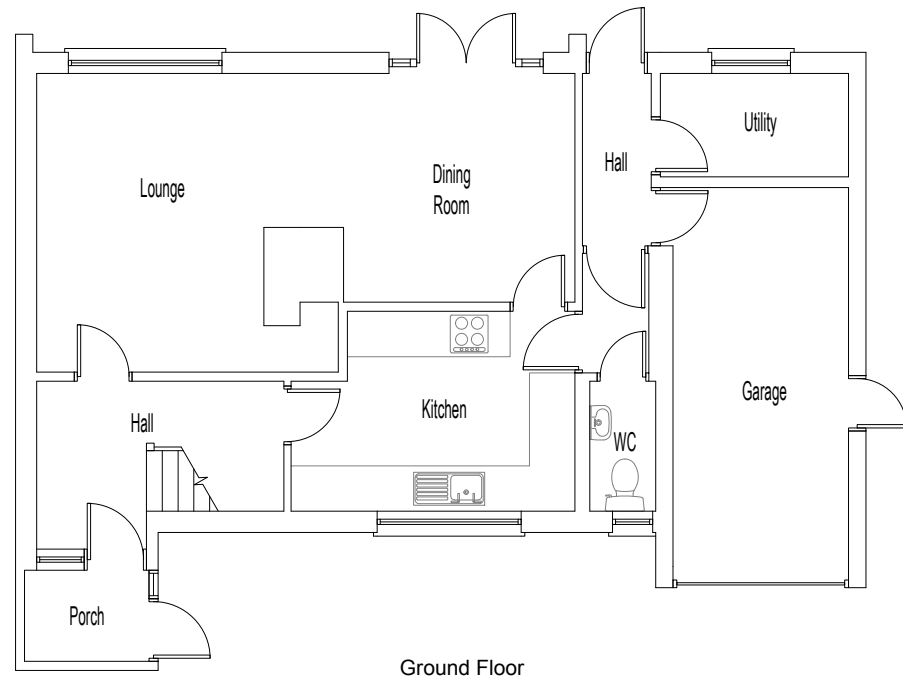 Utility
Hall
Dining
Room
Lounge
Garage
Kitchen
Hall
WC
Porch
Ground Floor